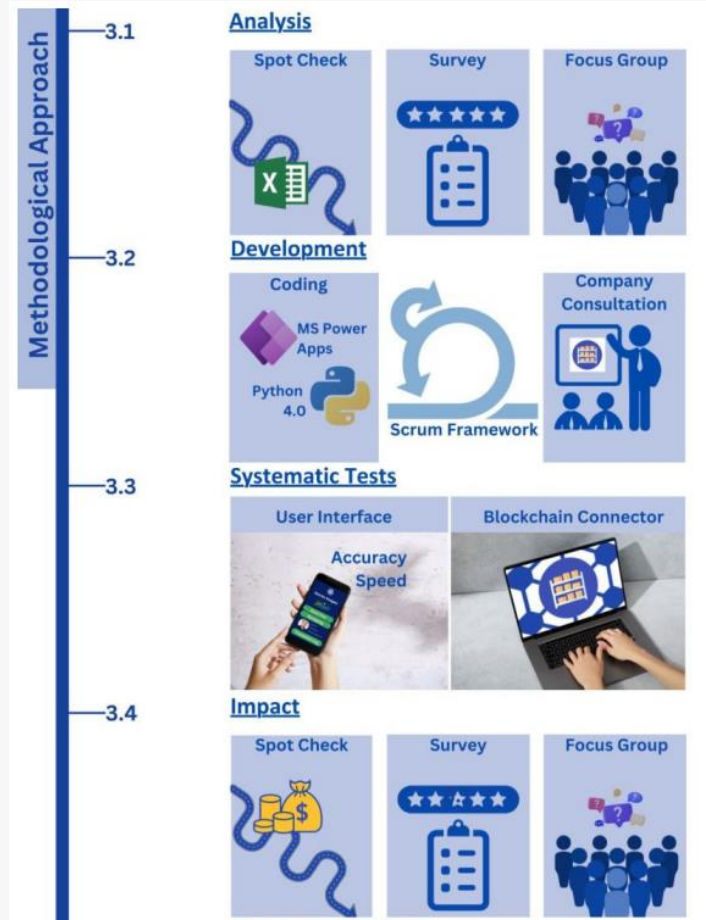 Methodological Approach
3.1
Analysis
Spot Check
Survey
Focus Group
X
?
?
?
3.2
Development
Coding
MS Power
Apps
Python
4.0
Scrum Framework
Company
Consultation
3.3
Systematic Tests
User Interface
Accuracy
Speed
Blockchain Connector
3.4
Impact
Spot Check
$
Survey
Focus Group
?
?
?